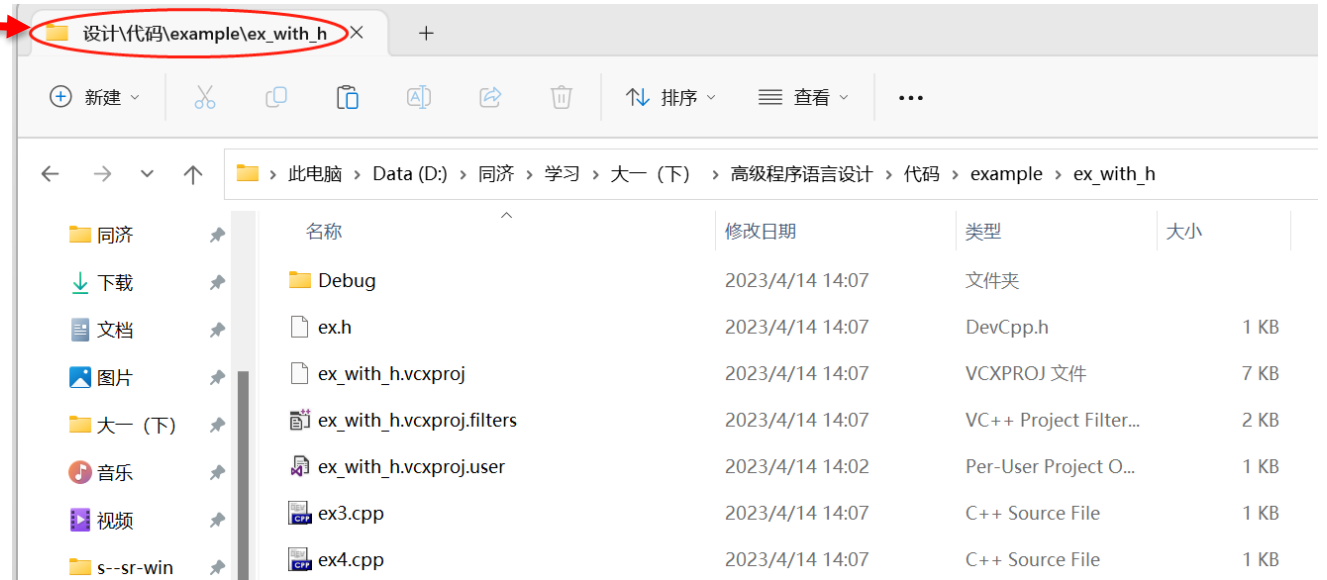 设计\代码\example\ex_with_h
新建 排序 查看
此电脑 › Data (D:) › 同济 › 学习 › 大一（下） › 高级程序语言设计 › 代码 › example › ex_with_h
名称 修改日期 类型 大小
同济
下载
文档
图片
大一（下）
音乐
视频
s--sr-win
Debug 2023/4/14 14:07 文件夹
ex.h 2023/4/14 14:07 DevCpp.h 1 KB
ex_with_h.vcxproj 2023/4/14 14:07 VCXPROJ 文件 7 KB
ex_with_h.vcxproj.filters 2023/4/14 14:07 VC++ Project Filter... 2 KB
ex_with_h.vcxproj.user 2023/4/14 14:02 Per-User Project O... 1 KB
ex3.cpp 2023/4/14 14:07 C++ Source File 1 KB
ex4.cpp 2023/4/14 14:07 C++ Source File 1 KB